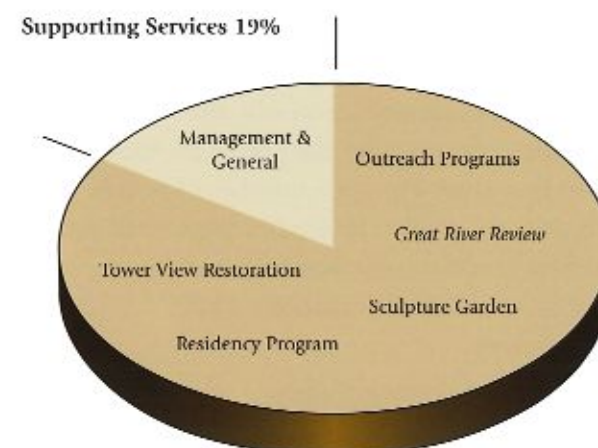 Supporting Services 19%
Management &
General
Outreach Programs
Great River Review
Tower View Restoration
Sculpture Garden
Residency Program